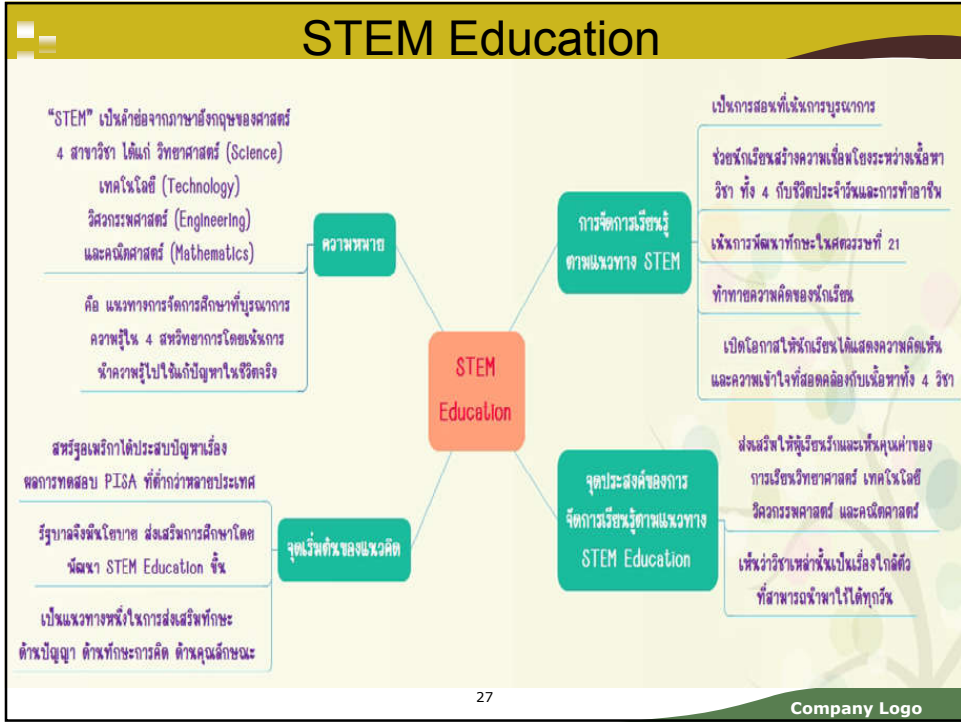 STEM Education
“STEM” เป็นคำย่อจากภาษาอังกฤษของศาสตร์
4 สาขาวิชา ได้แก่ วิทยาศาสตร์ (Science)
เทคโนโลยี (Technology)
วิศวกรรมศาสตร์ (Engineering)
และคณิตศาสตร์ (Mathematics)
ความหมาย
คือ แนวทางการจัดการศึกษาที่บูรณาการ
ความรู้ใน 4 สหวิทยาการโดยเน้นการ
นำความรู้ไปใช้แก้ปัญหาในชีวิตจริง
สหรัฐอเมริกาได้ประสบปัญหาเรื่อง
ผลการทดสอบ PISA ที่ต่ำกว่าหลายประเทศ
รัฐบาลจึงมีนโยบาย ส่งเสริมการศึกษาโดย
พัฒนา STEM Education ขึ้น
จุดเริ่มต้นของแนวคิด
เป็นแนวทางหนึ่งในการส่งเสริมทักษะ
ด้านปัญญา ด้านทักษะการคิด ด้านคุณลักษณะ
STEM
Education
เป็นการสอนที่เน้นการบูรณาการ
ช่วยนักเรียนสร้างความเชื่อมโยงระหว่างเนื้อหา
วิชา ทั้ง 4 กับชีวิตประจำวันและการทำอาชีพ
การจัดการเรียนรู้
ตามแนวทาง STEM
เน้นการพัฒนาทักษะในศตวรรษที่ 21
ท้าทายความคิดของนักเรียน
เปิดโอกาสให้นักเรียนได้แสดงความคิดเห็น
และความเข้าใจที่สอดคล้องกับเนื้อหาทั้ง 4 วิชา
ส่งเสริมให้ผู้เรียนรักและเห็นคุณค่าของ
การเรียนวิทยาศาสตร์ เทคโนโลยี
วิศวกรรมศาสตร์ และคณิตศาสตร์
จุดประสงค์ของการ
จัดการเรียนรู้ตามแนวทาง
STEM Education
เห็นว่าวิชาเหล่านั้นเป็นเรื่องใกล้ตัว
ที่สามารถนำมาใช้ได้ทุกวัน
27
Company Logo